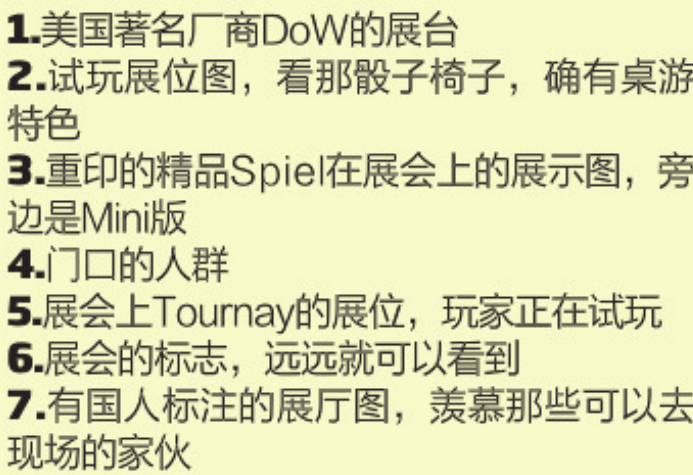 1.美国著名厂商DoW的展台
2.试玩展位图，看那骰子椅子，确有桌游
特色
3.重印的精品Spiel在展会上的展示图，旁
边是Mini版
4.门口的人群
5.展会上Tournay的展位，玩家正在试玩
6.展会的标志，远远就可以看到
7.有国人标注的展厅图，羡慕那些可以去
现场的家伙